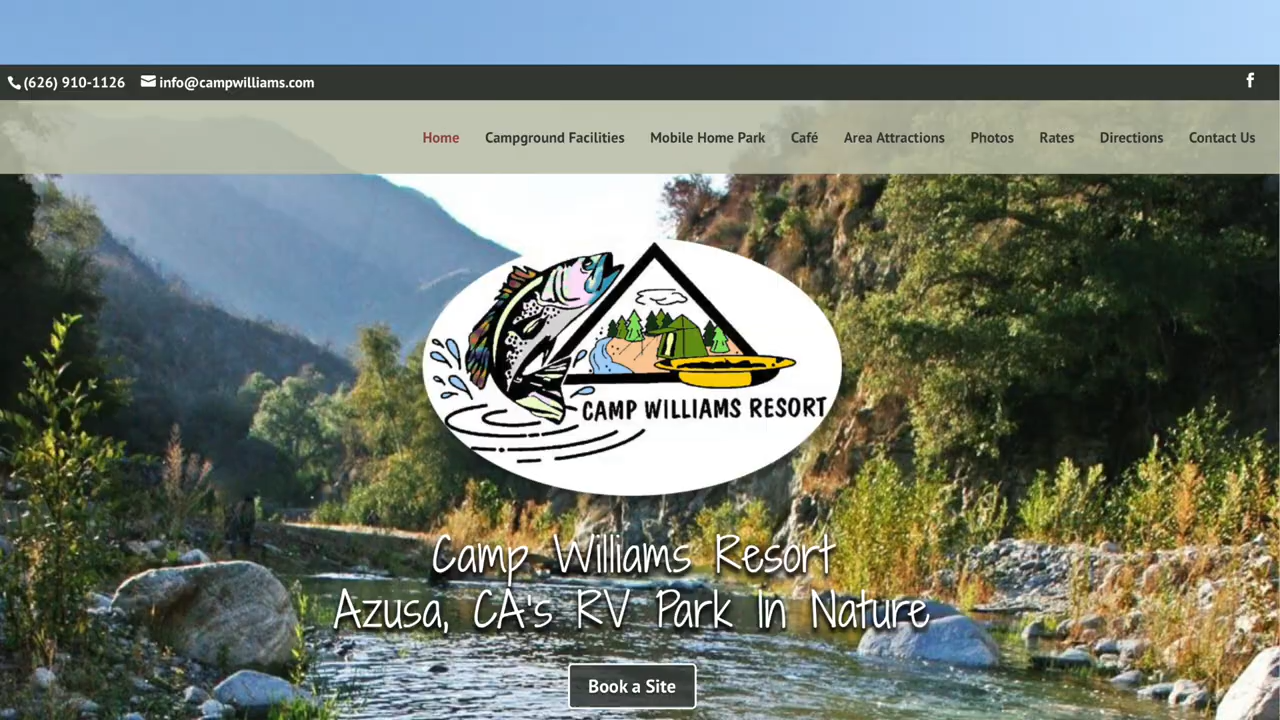 (626) 910-1126 info@campwilliams.com f
Home Campground Facilities Mobile Home Park Café Area Attractions Photos Rates Directions Contact Us
CAMP WILLIAMS RESORT
Camp Williams Resort
Azusa, CA's RV Park In Nature
Book a Site